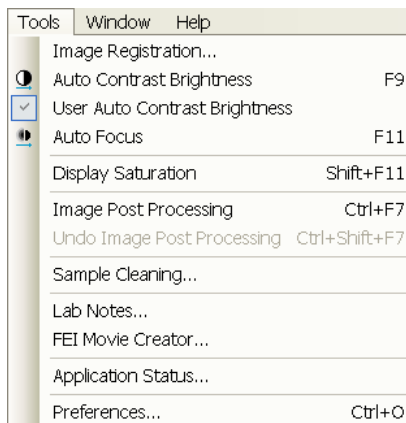 Tools Window Help
Image Registration...
Auto Contrast Brightness F9
User Auto Contrast Brightness
Auto Focus F11
Display Saturation Shift+F11
Image Post Processing Ctrl+F7
Undo Image Post Processing Ctrl+Shift+F7
Sample Cleaning...
Lab Notes...
FEI Movie Creator...
Application Status...
Preferences... Ctrl+O